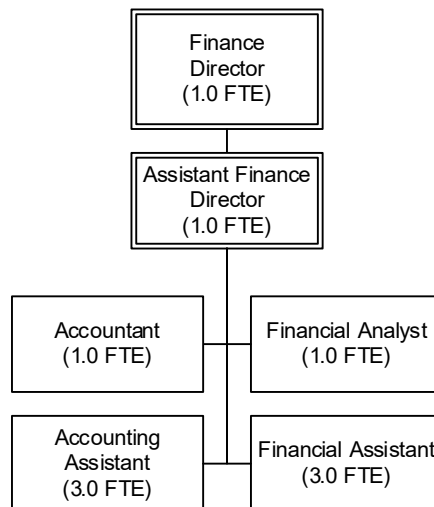 Finance
Director
(1.0 FTE)
Assistant Finance
Director
(1.0 FTE)
Accountant
(1.0 FTE)
Financial Analyst
(1.0 FTE)
Accounting
Assistant
(3.0 FTE)
Financial Assistant
(3.0 FTE)